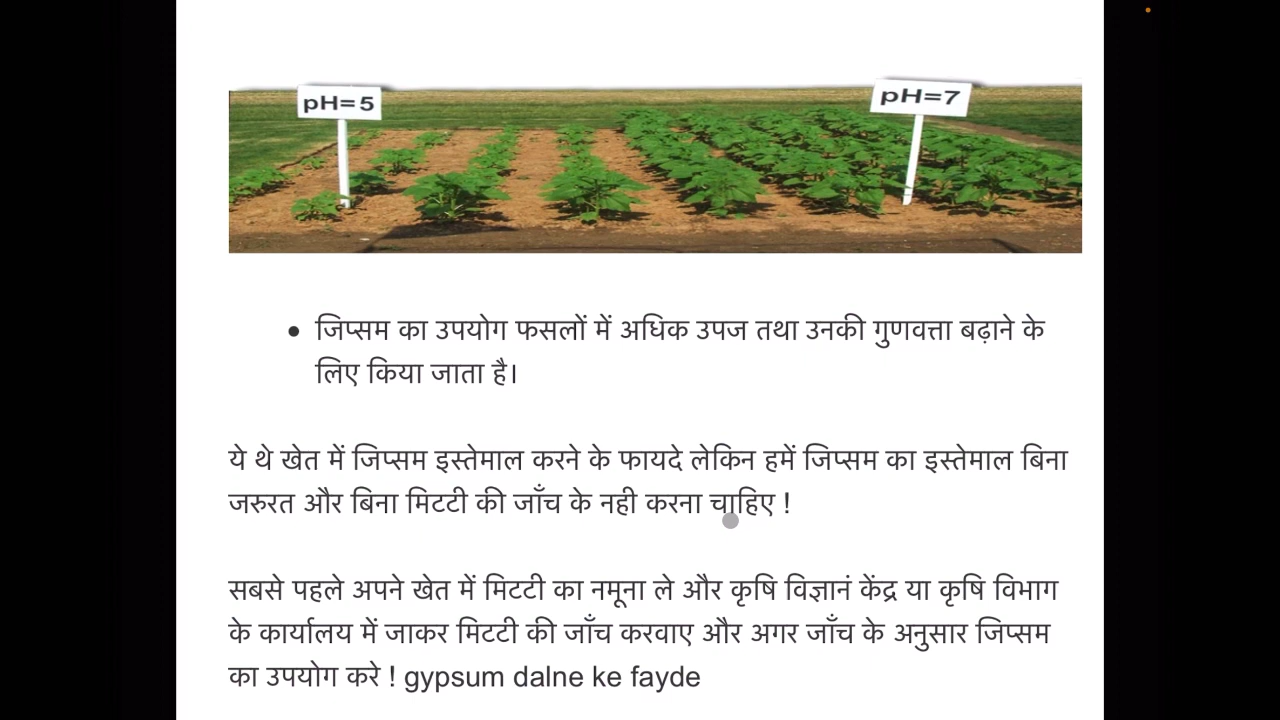 pH=5
pH=7
जिप्सम का उपयोग फसलों में अधिक उपज तथा उनकी गुणवत्ता बढ़ाने के
लिए किया जाता है।
ये थे खेत में जिप्सम इस्तेमाल करने के फायदे लेकिन हमें जिप्सम का इस्तेमाल बिना
जरुरत और बिना मिटटी की जाँच के नही करना चाहिए !
सबसे पहले अपने खेत में मिटटी का नमूना ले और कृषि विज्ञानं केंद्र या कृषि विभाग
के कार्यालय में जाकर मिटटी की जाँच करवाए और अगर जाँच के अनुसार जिप्सम
का उपयोग करे ! gypsum dalne ke fayde